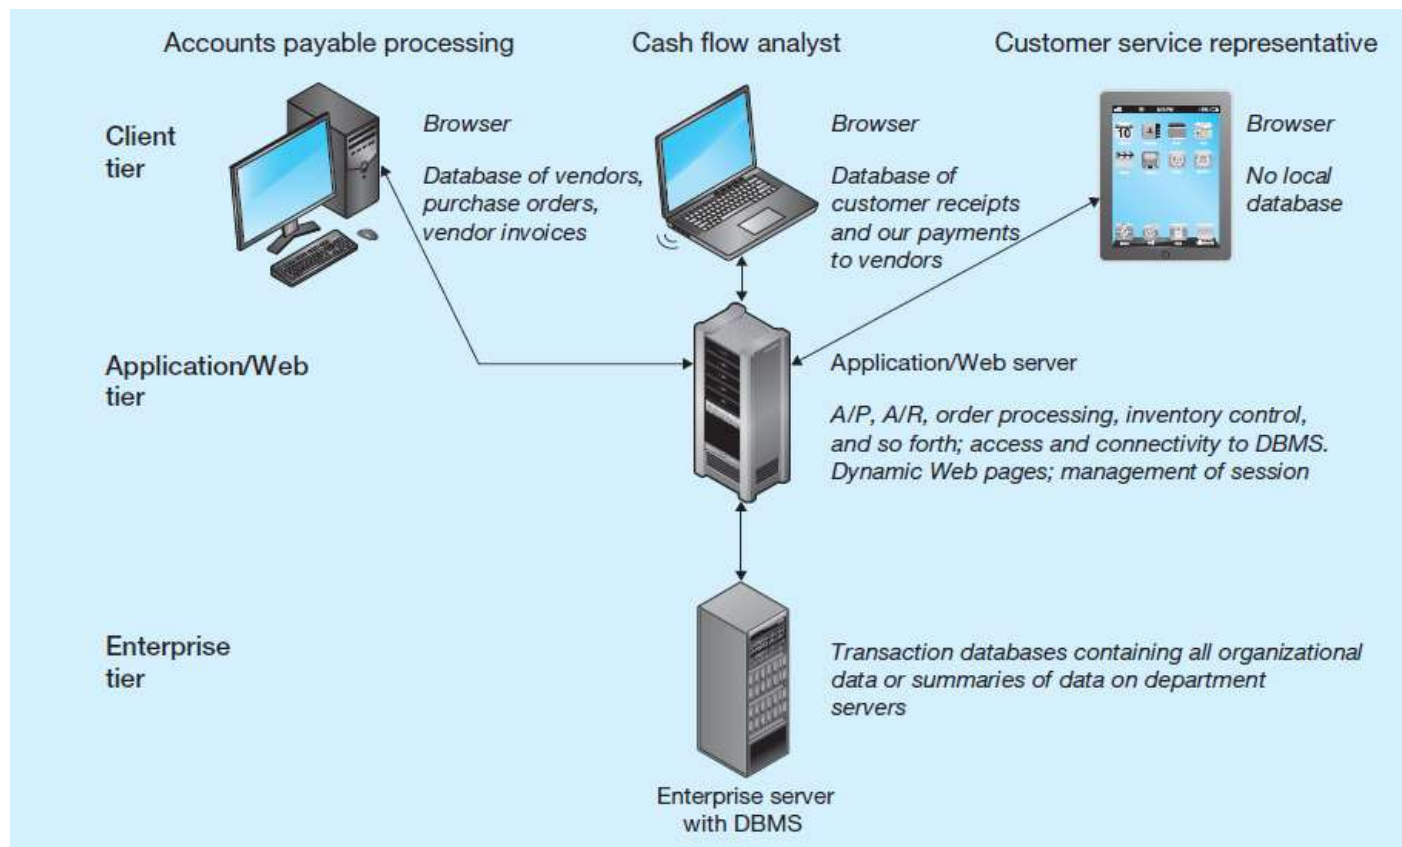 Accounts payable processing
Cash flow analyst
Customer service representative
Client
tier
Browser
Database of vendors,
purchase orders,
vendor invoices
Browser
Database of
customer receipts
and our payments
to vendors
Browser
No local
database
10
Application/Web
tier
Application/Web server
A/P, A/R, order processing, inventory control,
and so forth; access and connectivity to DBMS.
Dynamic Web pages; management of session
Enterprise
tier
Transaction databases containing all organizational
data or summaries of data on department
servers
Enterprise server
with DBMS